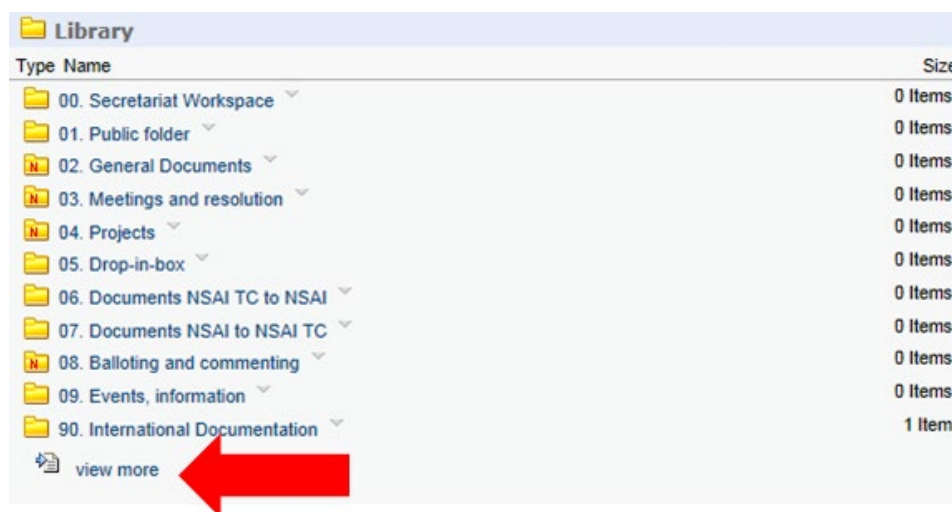 Library
Type Name Size
00. Secretariat Workspace 0 Items
01. Public folder 0 Items
N 02. General Documents 0 Items
N 03. Meetings and resolution 0 Items
N 04. Projects 0 Items
05. Drop-in-box 0 Items
06. Documents NSAI TC to NSAI 0 Items
07. Documents NSAI to NSAI TC 0 Items
N 08. Balloting and commenting 0 Items
09. Events, information 0 Items
90. International Documentation 1 Item
view more